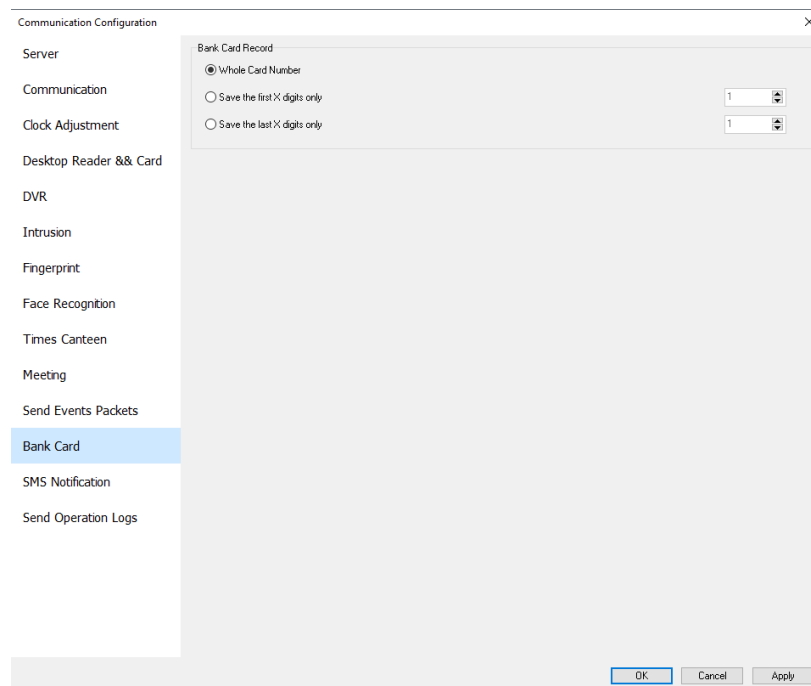 Communication Configuration
Server
Communication
Clock Adjustment
Desktop Reader && Card
DVR
Intrusion
Fingerprint
Face Recognition
Times Canteen
Meeting
Send Events Packets
Bank Card
SMS Notification
Send Operation Logs
Bank Card Record
Whole Card Number
Save the first X digits only 1
Save the last X digits only 1
OK Cancel Apply